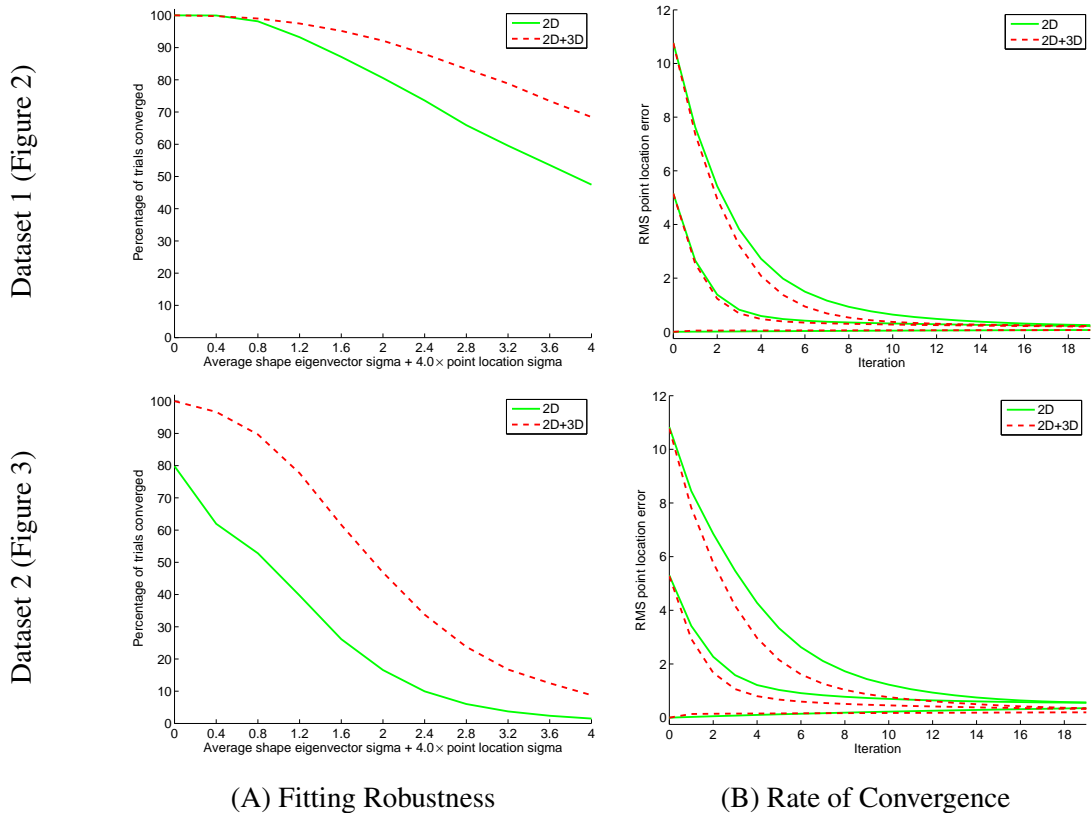 Dataset 1 (Figure 2)
Percentage of trials converged
100
90
80
70
60
50
40
30
20
10
0
0 0.4 0.8 1.2 1.6 2 2.4 2.8 3.2 3.6 4
Average shape eigenvector sigma + 4.0× point location sigma
2D
2D+3D
RMS point location error
12
10
8
6
4
2
0
0 2 4 6 8 10 12 14 16 18
Iteration
2D
2D+3D
Dataset 2 (Figure 3)
Percentage of trials converged
100
90
80
70
60
50
40
30
20
10
0
0 0.4 0.8 1.2 1.6 2 2.4 2.8 3.2 3.6 4
Average shape eigenvector sigma + 4.0× point location sigma
2D
2D+3D
RMS point location error
12
10
8
6
4
2
0
0 2 4 6 8 10 12 14 16 18
Iteration
2D
2D+3D
(A) Fitting Robustness
(B) Rate of Convergence